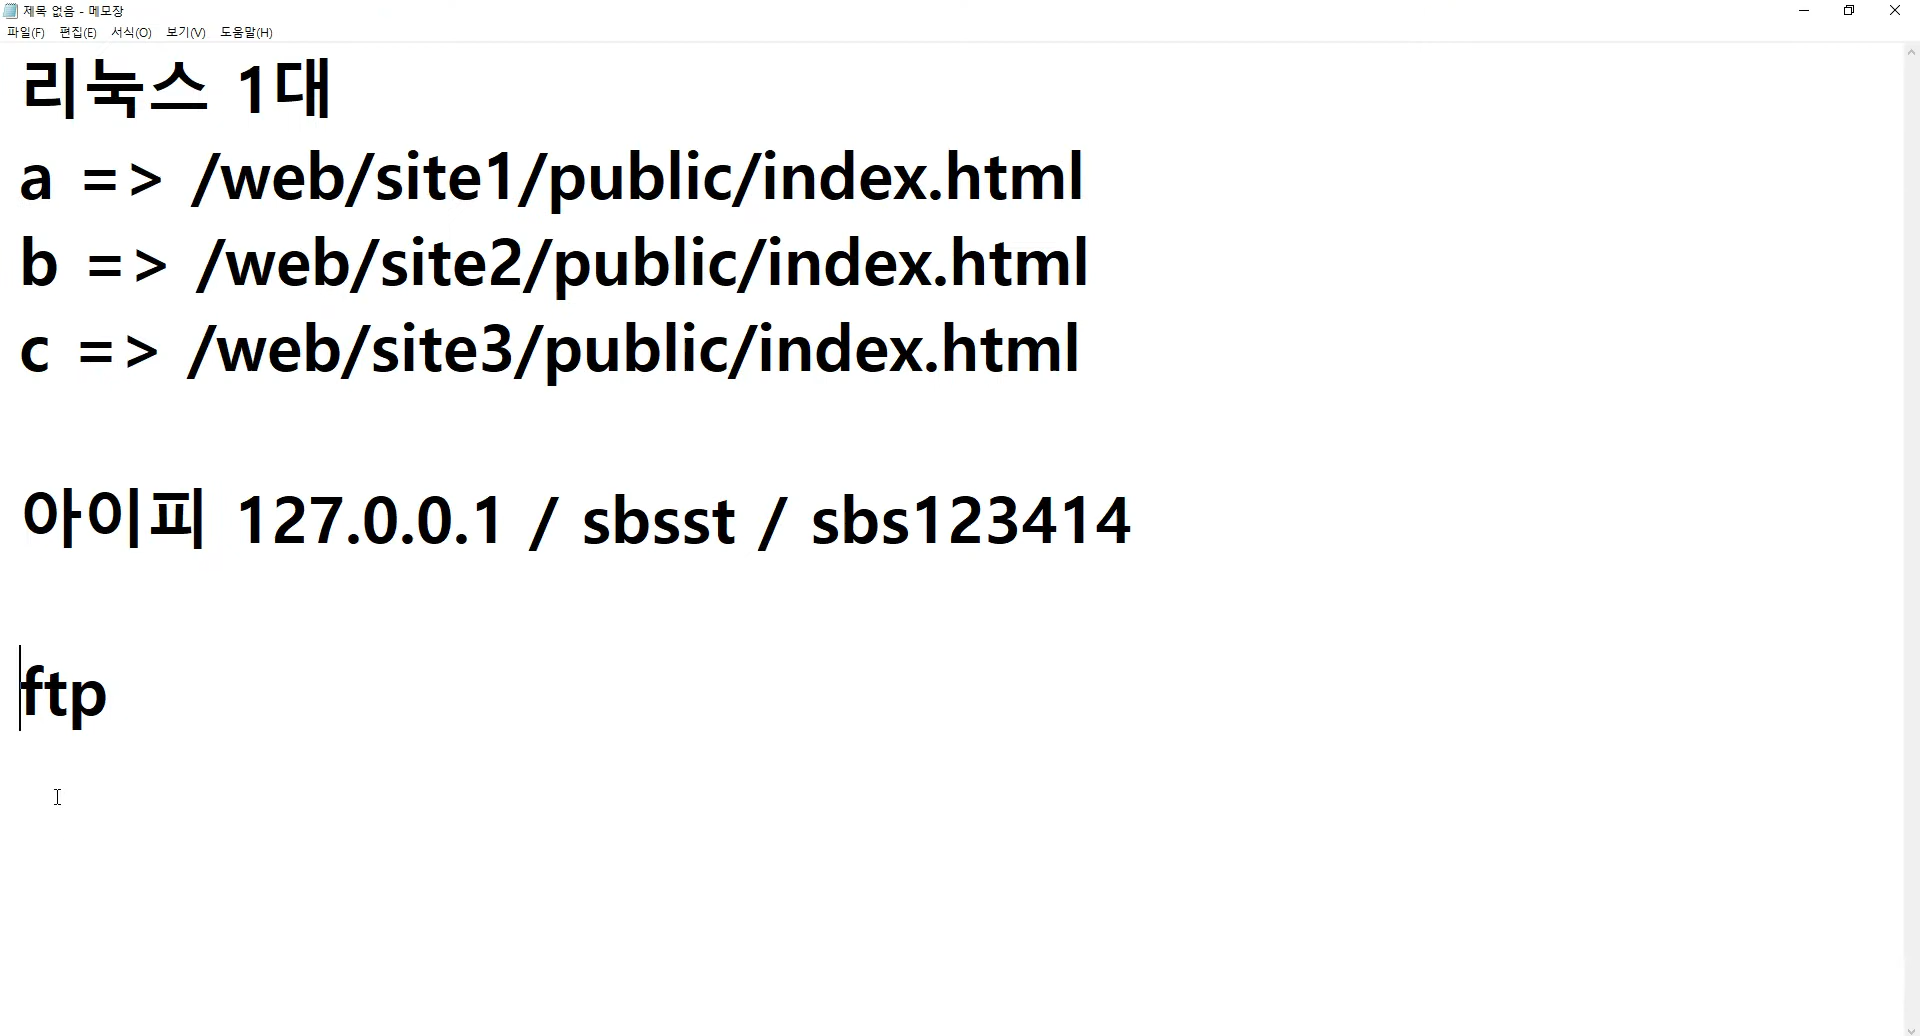 제목 없음 - 메모장
파일(F) 편집(E) 서식(O) 보기(V) 도움말(H)
리눅스 1대
a => /web/site1/public/index.html
b => /web/site2/public/index.html
c => /web/site3/public/index.html
아이피 127.0.0.1 / sbsst / sbs123414
ftp